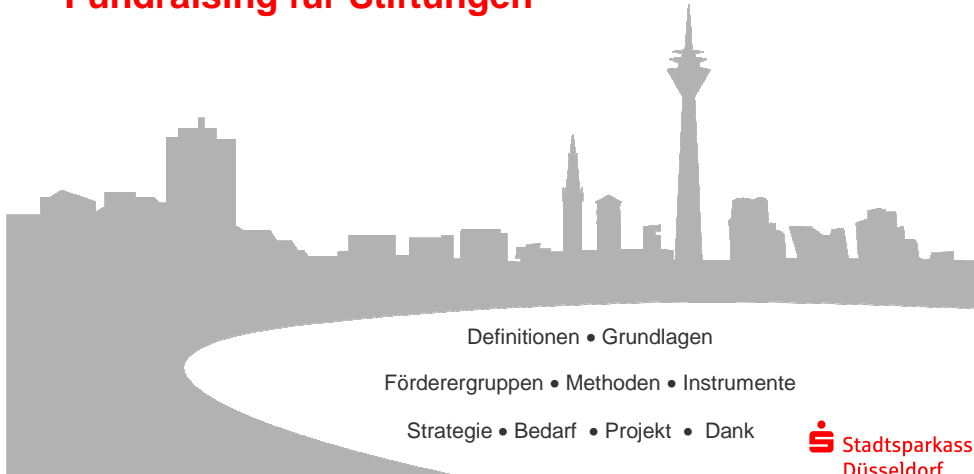 Fundraising für Stiftungen
Definitionen • Grundlagen
Förderergruppen • Methoden • Instrumente
Strategie • Bedarf • Projekt • Dank
Stadtsparkass
Düsseldorf